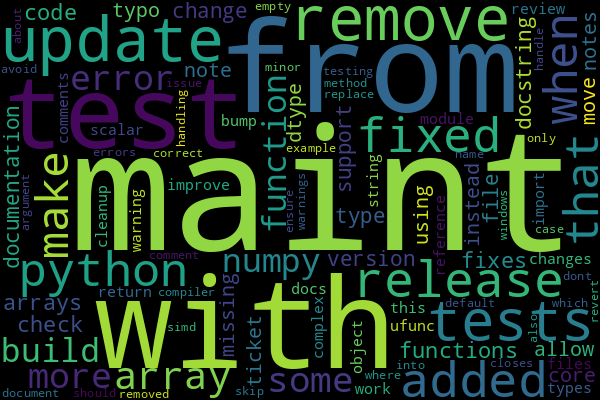 about
code
typo
change
empty
review
remove
from
update
docstring
handle
when
notes
avoid
error
note
minor
issue
testing
method
replace
test
comments
handling
dtype
move
documentation
scalar
bump
function
support
module
only
errors
correct
example
fixed
that
make
maint
argument
cleanup
warning
improve
ensure
warnings
string
type
using
instead
file
name
import
windows
case
comment
reference
python
numpy
version
fixes
changes
missing
docs
release
dont
arrays
return
compiler
with
complex
this
default
which
revert
check
simd
ticket
object
ufunc
tests
also
build
functions
closes
allow
more
array
some
where
into
added
files
core
document
should
removed
skip
work
types